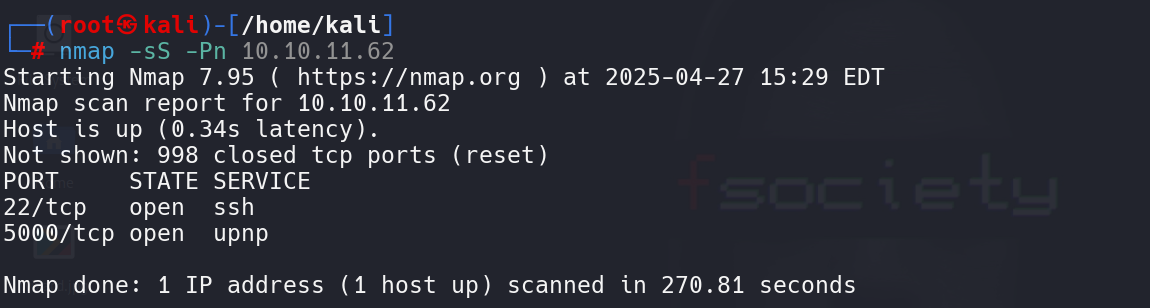 ┌──(root㉿kali)-[/home/kali]
└─# nmap -sS -Pn 10.10.11.62
Starting Nmap 7.95 ( https://nmap.org ) at 2025-04-27 15:29 EDT
Nmap scan report for 10.10.11.62
Host is up (0.34s latency).
Not shown: 998 closed tcp ports (reset)
PORT     STATE SERVICE
22/tcp   open  ssh
5000/tcp open  upnp
fsociety
Nmap done: 1 IP address (1 host up) scanned in 270.81 seconds